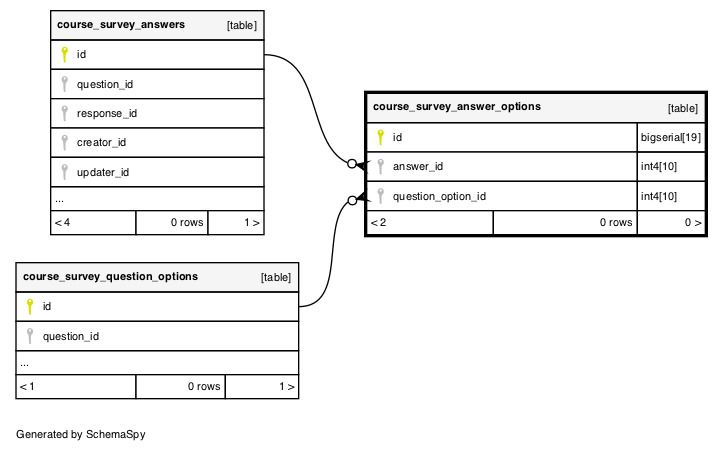 course_survey_answers [table]
id
question_id
response_id
creator_id
updater_id
...
< 4 0 rows 1 >
course_survey_answer_options [table]
id bigserial[19]
answer_id int4[10]
question_option_id int4[10]
< 2 0 rows 0 >
course_survey_question_options [table]
id
question_id
...
< 1 0 rows 1 >
Generated by SchemaSpy